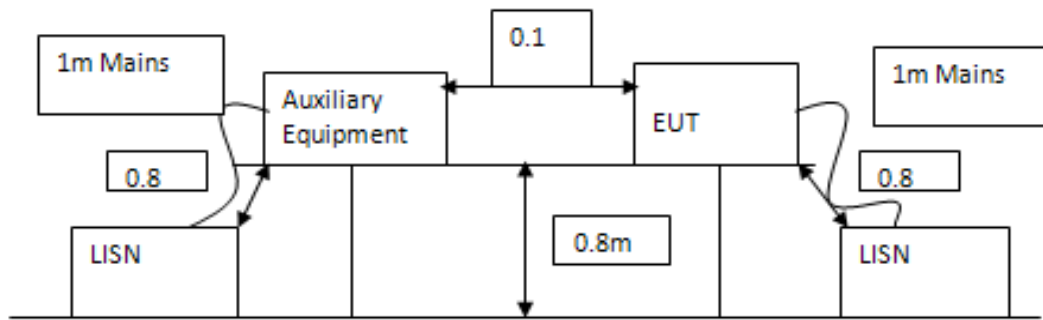 0.1
1m Mains
1m Mains
Auxiliary
Equipment
EUT
0.8
0.8
0.8m
LISN
LISN